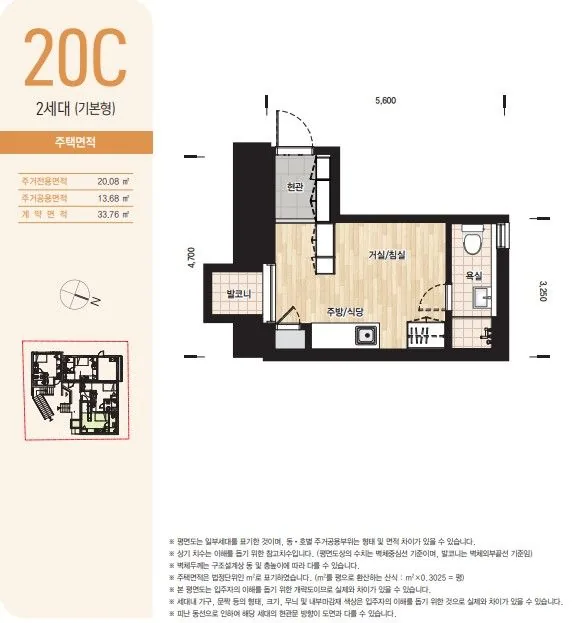 20C
2세대 (기본형)
주택면적
주거전용면적 20.08 ㎡
주거공용면적 13.68 ㎡
계 약 면 적 33.76 ㎡
N
5,600
4,700
3,250
현관
거실/침실
욕실
발코니
주방/식당
※ 평면도는 일부세대를 표기한 것이며, 동·호별 주거공용부위는 형태 및 면적 차이가 있을 수 있습니다.
※ 상기 치수는 이해를 돕기 위한 참고치수입니다. (평면도상의 수치는 벽체중심선 기준이며, 발코니는 벽체외부끝선 기준임)
※ 벽체두께는 구조설계상 동 및 층높이에 따라 다를 수 있습니다.
※ 주택면적은 법정단위인 ㎡로 표기하였습니다. (㎡를 평으로 환산하는 산식 : ㎡×0.3025 = 평)
※ 본 평면도는 입주자의 이해를 돕기 위한 개략도이므로 실제와 차이가 있을 수 있습니다.
※ 세대내 가구, 문짝 등의 형태, 크기, 무늬 및 내부마감재 색상은 입주자의 이해를 돕기 위한 것으로 실제와 차이가 있을 수 있습니다.
※ 피난 동선으로 인하여 해당 세대의 현관문 방향이 도면과 다를 수 있습니다.